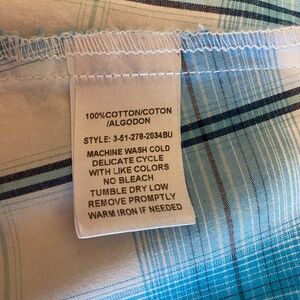 100%COTTON/COTON
/ALGODON
STYLE: 3-51-278-2034BU
MACHINE WASH COLD
DELICATE CYCLE
WITH LIKE COLORS
NO BLEACH
TUMBLE DRY LOW
REMOVE PROMPTLY
WARM IRON IF NEEDED